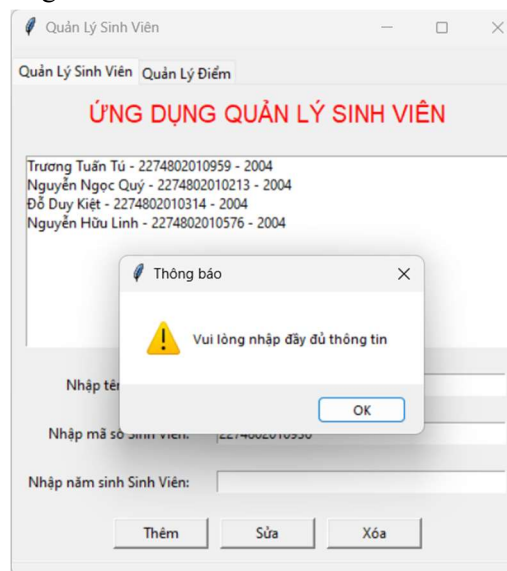 Quản Lý Sinh Viên
Quản Lý Sinh Viên Quản Lý Điểm
ỨNG DỤNG QUẢN LÝ SINH VIÊN
Trương Tuấn Tú - 2274802010959 - 2004
Nguyễn Ngọc Quý - 2274802010213 - 2004
Đỗ Duy Kiệt - 2274802010314 - 2004
Nguyễn Hữu Linh - 2274802010576 - 2004
Thông báo
Vui lòng nhập đầy đủ thông tin
OK
Nhập tên
Nhập mã số Sinh Viên:
Nhập năm sinh Sinh Viên:
Thêm Sửa Xóa